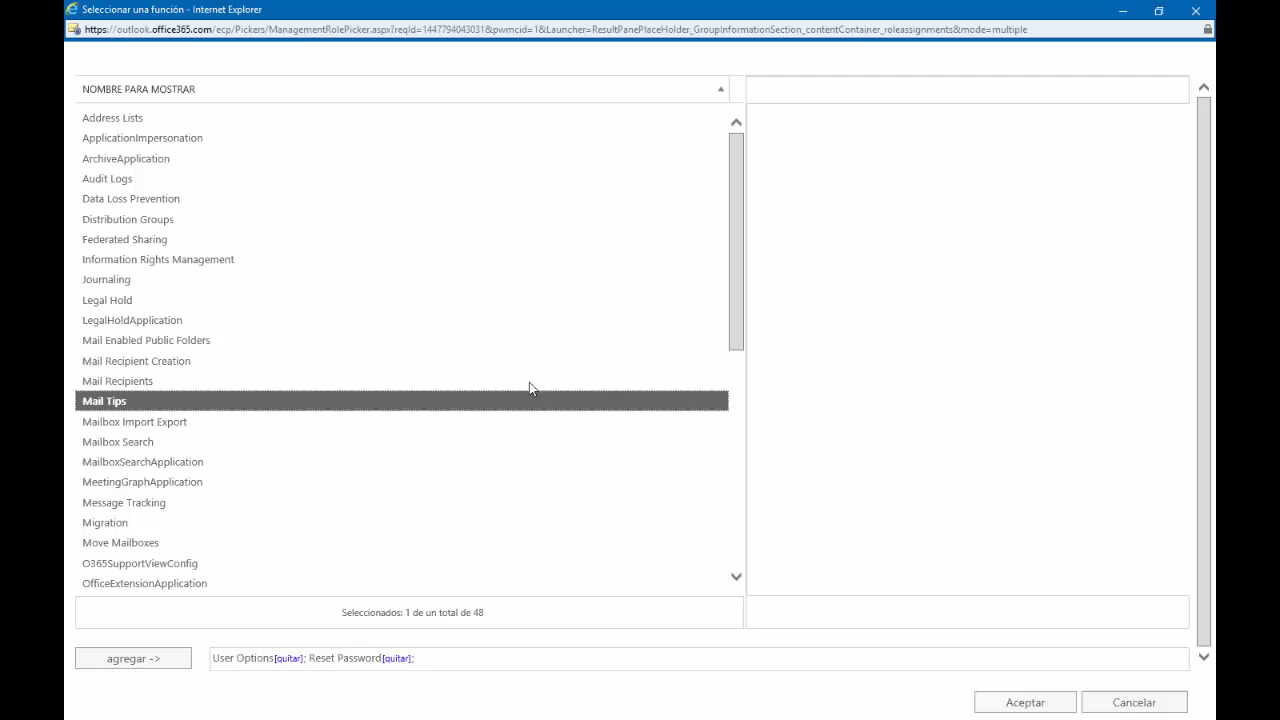 Seleccionar una función - Internet Explorer
https://outlook.office365.com/ecp/Pickers/ManagementRolePicker.aspx?reqId=1447794043031&pwmcid=1&Launcher=ResultPanePlaceHolder_GroupInformationSection_contentContainer_roleassignments&mode=multiple
NOMBRE PARA MOSTRAR
Address Lists
ApplicationImpersonation
ArchiveApplication
Audit Logs
Data Loss Prevention
Distribution Groups
Federated Sharing
Information Rights Management
Journaling
Legal Hold
LegalHoldApplication
Mail Enabled Public Folders
Mail Recipient Creation
Mail Recipients
Mail Tips
Mailbox Import Export
Mailbox Search
MailboxSearchApplication
MeetingGraphApplication
Message Tracking
Migration
Move Mailboxes
O365SupportViewConfig
OfficeExtensionApplication
Seleccionados: 1 de un total de 48
agregar -> User Options[quitar]; Reset Password[quitar];
Aceptar Cancelar